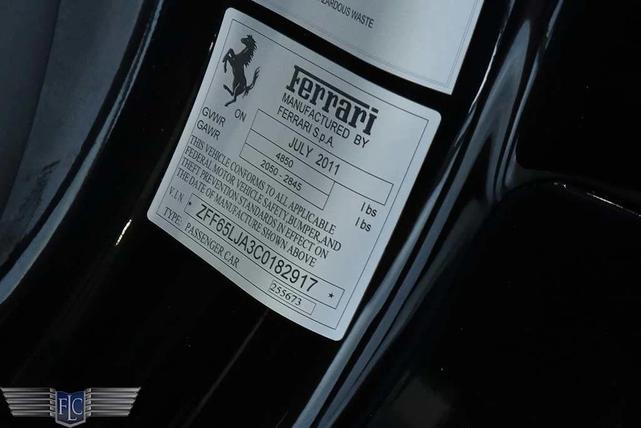 ZARDOUS WASTE
Ferrari
MANUFACTURED BY
FERRARI S.p.A.
ON JULY 2011
GVWR 4850 lbs
GAWR 2050 - 2845 lbs
THIS VEHICLE CONFORMS TO ALL APPLICABLE
FEDERAL MOTOR VEHICLE SAFETY, BUMPER, AND
THEFT PREVENTION STANDARDS IN EFFECT ON
THE DATE OF MANUFACTURE SHOWN ABOVE
V.I.N. * ZFF65LJA3C0182917 *
TYPE: PASSENGER CAR
255673
FLC